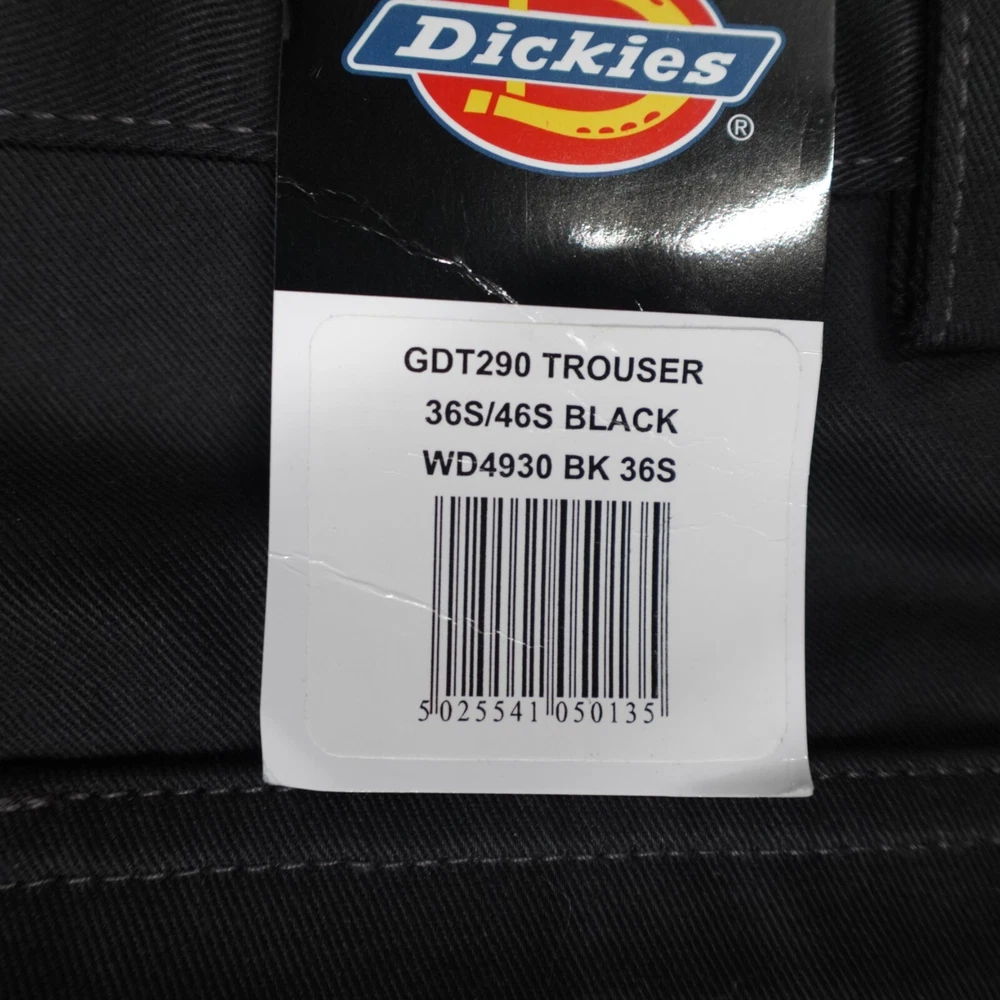 Dickies
®
GDT290 TROUSER
36S/46S BLACK
WD4930 BK 36S
5 025541 050135